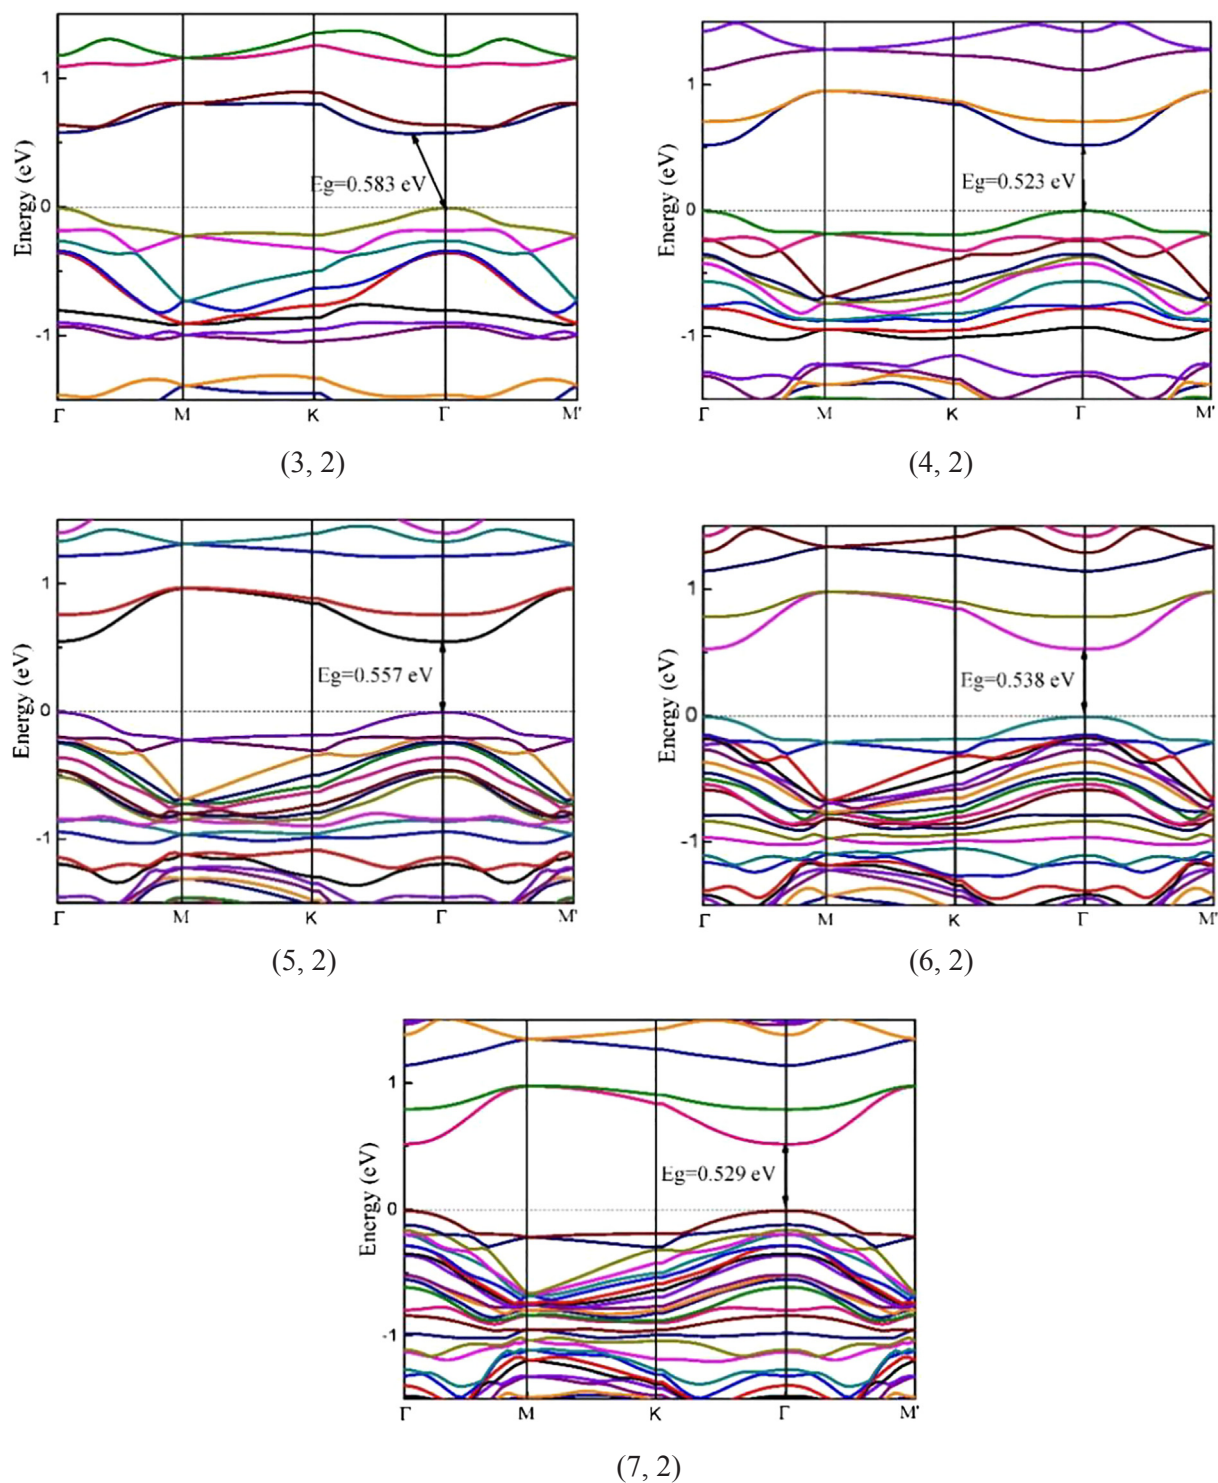 1
0
-1
Energy (eV)
Eg=0.583 eV
Γ M K Γ M'
(3, 2)
1
0
-1
Energy (eV)
Eg=0.523 eV
Γ M K Γ M'
(4, 2)
1
0
-1
Energy (eV)
Eg=0.557 eV
Γ M K Γ M'
(5, 2)
1
0
-1
Energy (eV)
Eg=0.538 eV
Γ M K Γ M'
(6, 2)
1
0
-1
Energy (eV)
Eg=0.529 eV
Γ M K Γ M'
(7, 2)